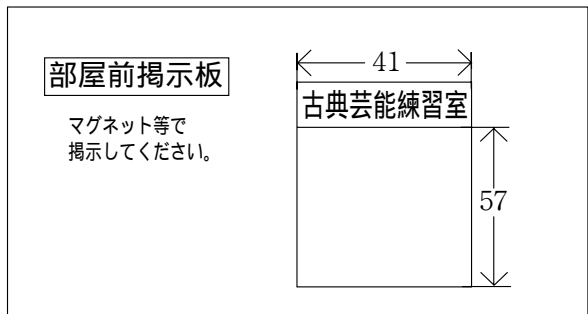 部屋前掲示板
マグネット等で
掲示してください。
41
古典芸能練習室
57